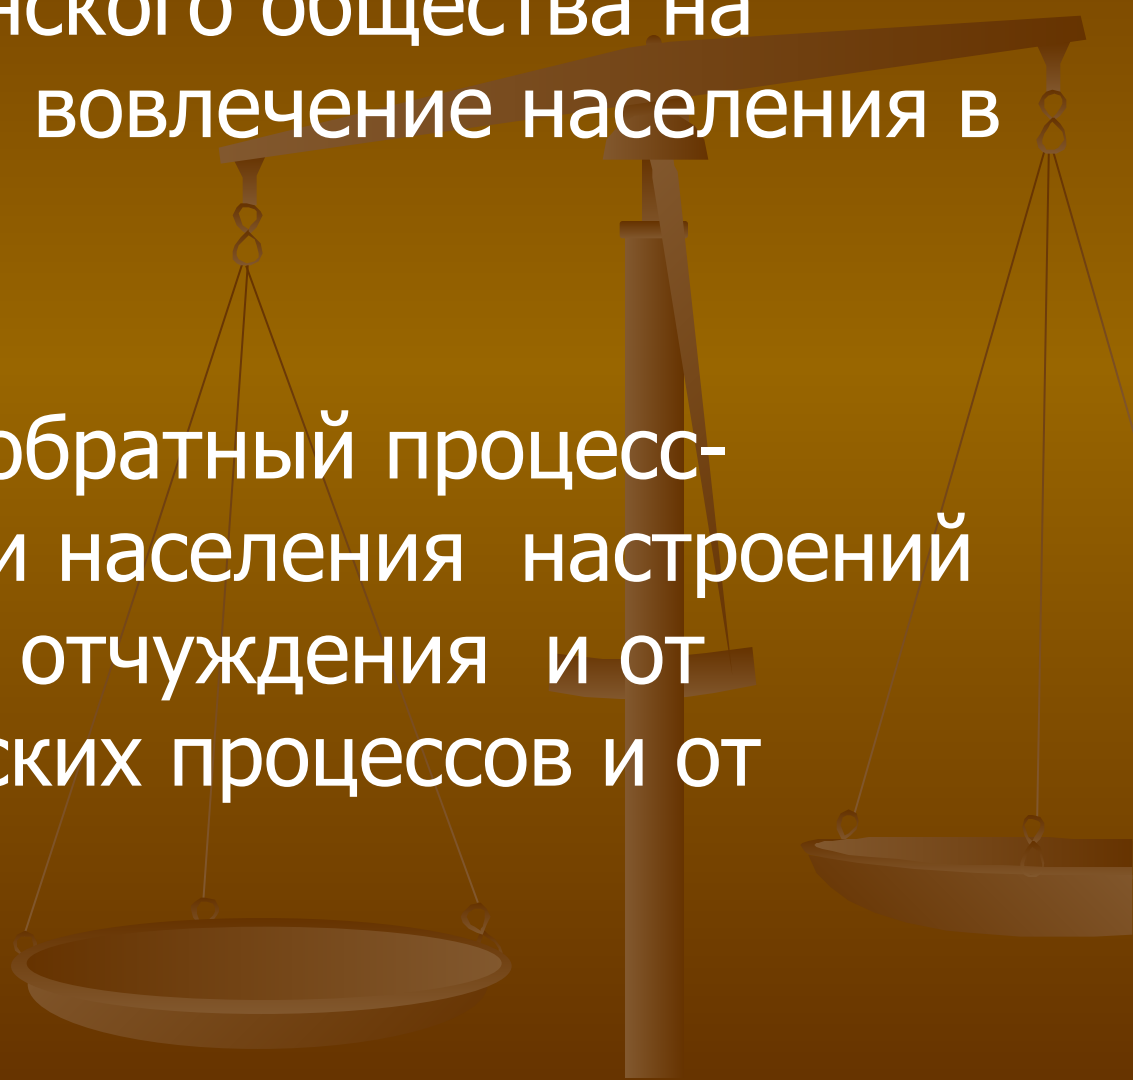 нского общества на
вовлечение населения в
обратный процесс-
и населения настроений
отчуждения и от
ских процессов и от